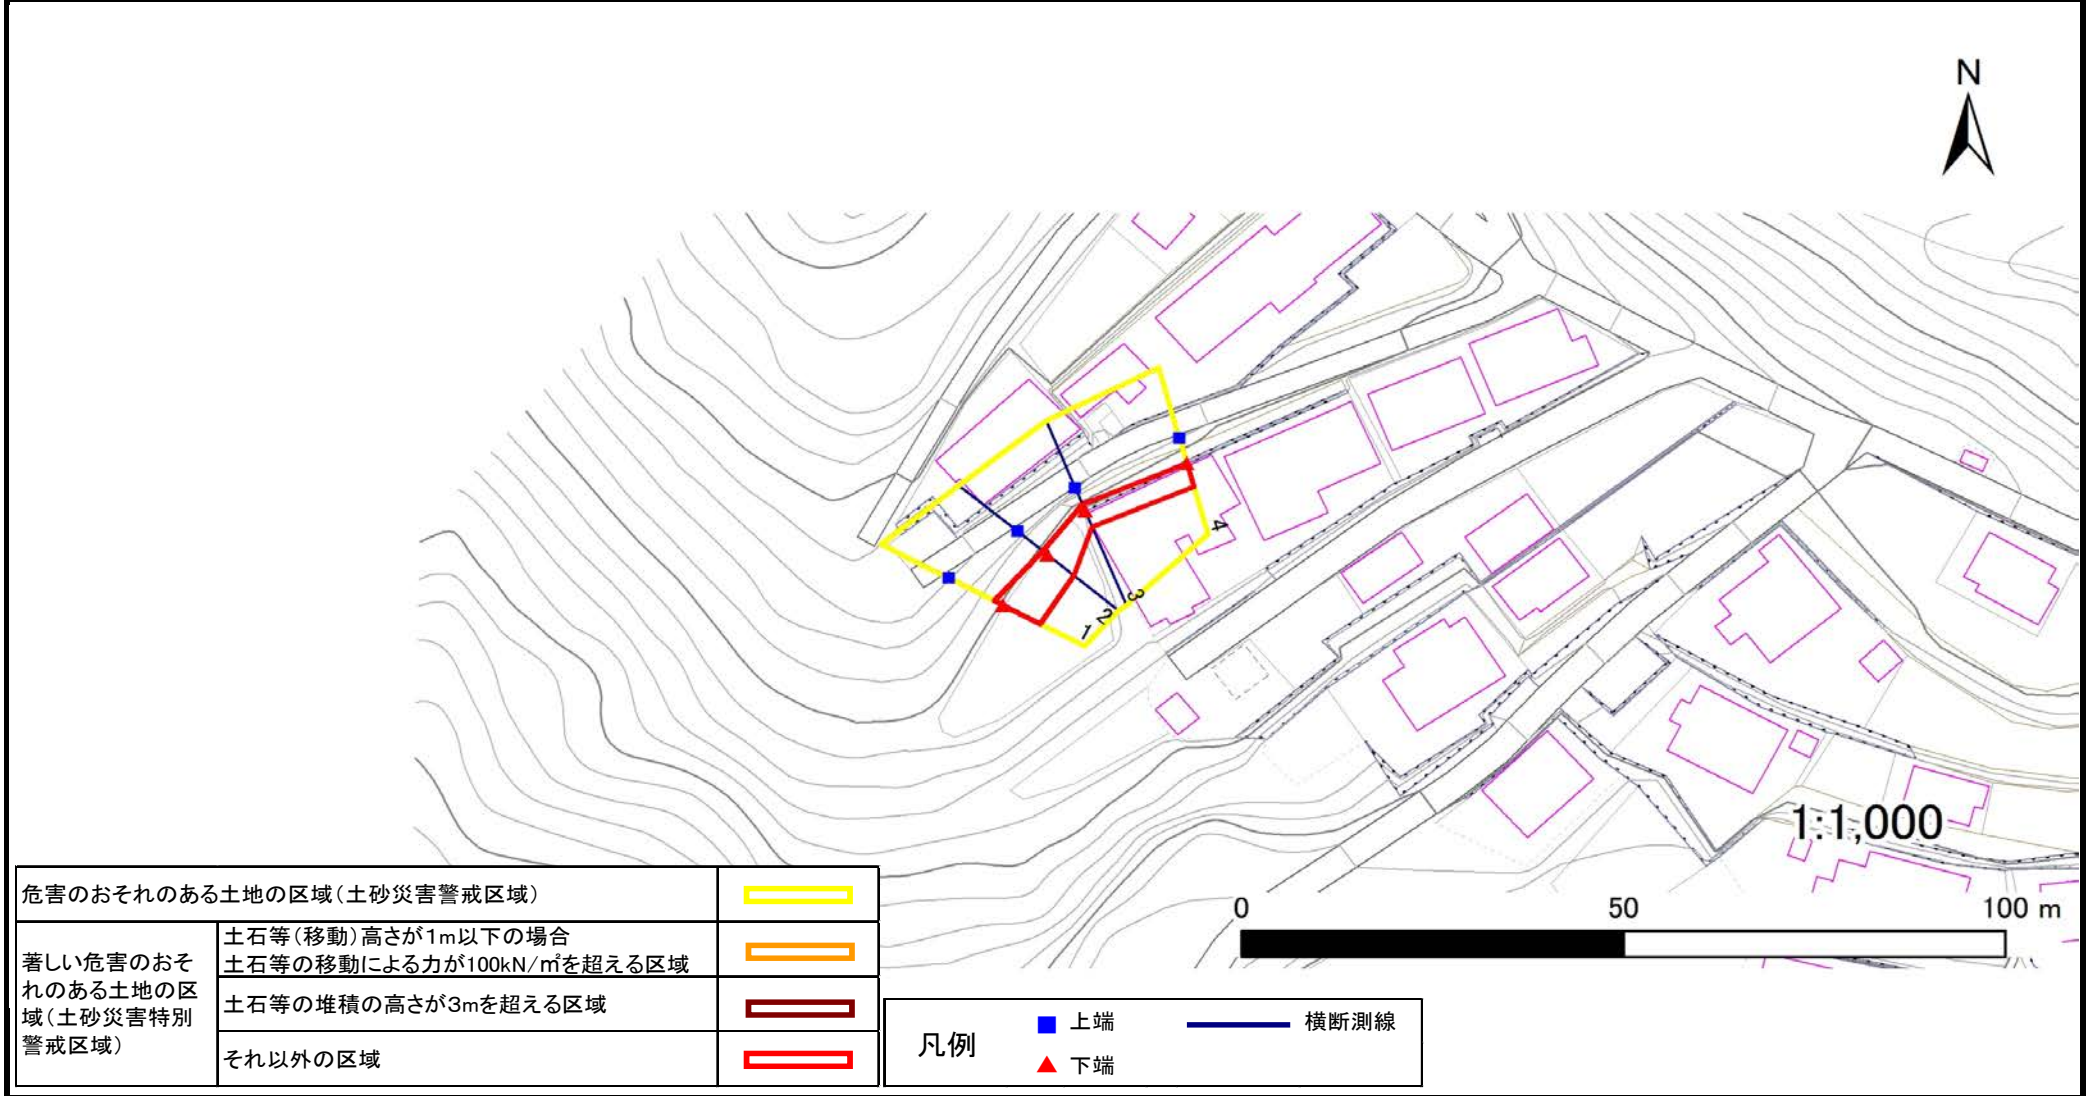 N
4
3
2
1
1:1,000
0
50
100 m
危害のおそれのある土地の区域(土砂災害警戒区域)
著しい危害のおそ
れのある土地の区
域(土砂災害特別
警戒区域)
土石等(移動)高さが1m以下の場合
土石等の移動による力が100kN/㎡を超える区域
土石等の堆積の高さが3mを超える区域
それ以外の区域
凡例
上端
横断測線
下端